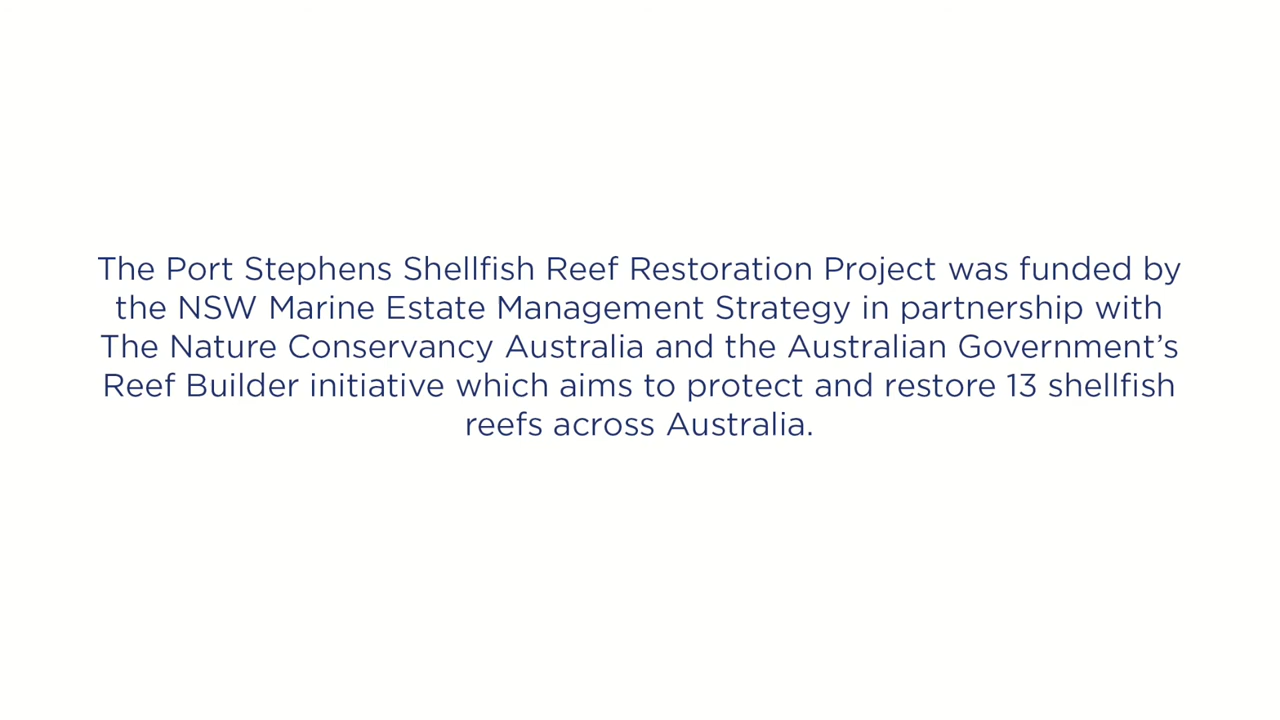 The Port Stephens Shellfish Reef Restoration Project was funded by
the NSW Marine Estate Management Strategy in partnership with
The Nature Conservancy Australia and the Australian Government’s
Reef Builder initiative which aims to protect and restore 13 shellfish
reefs across Australia.